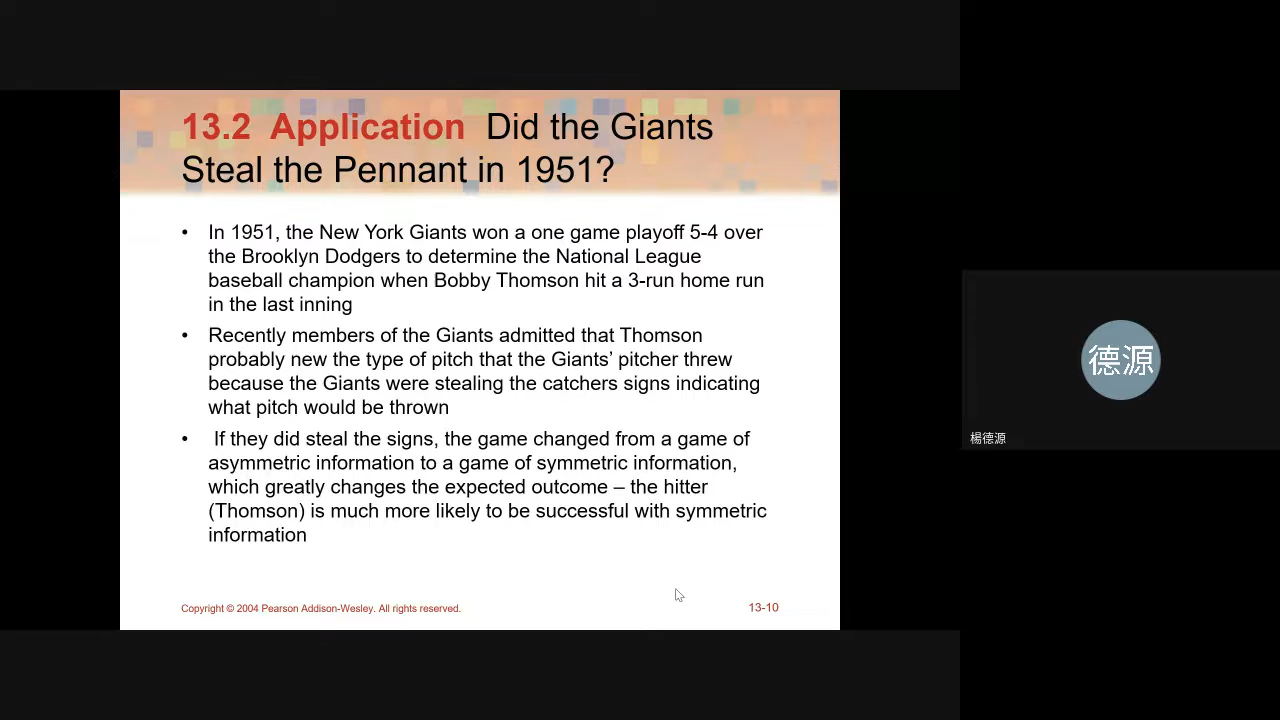 13.2 Application Did the Giants
Steal the Pennant in 1951?
• In 1951, the New York Giants won a one game playoff 5-4 over
the Brooklyn Dodgers to determine the National League
baseball champion when Bobby Thomson hit a 3-run home run
in the last inning
• Recently members of the Giants admitted that Thomson
probably new the type of pitch that the Giants’ pitcher threw
because the Giants were stealing the catchers signs indicating
what pitch would be thrown
• If they did steal the signs, the game changed from a game of
asymmetric information to a game of symmetric information,
which greatly changes the expected outcome – the hitter
(Thomson) is much more likely to be successful with symmetric
information
Copyright © 2004 Pearson Addison-Wesley. All rights reserved.
13-10
德源
楊德源